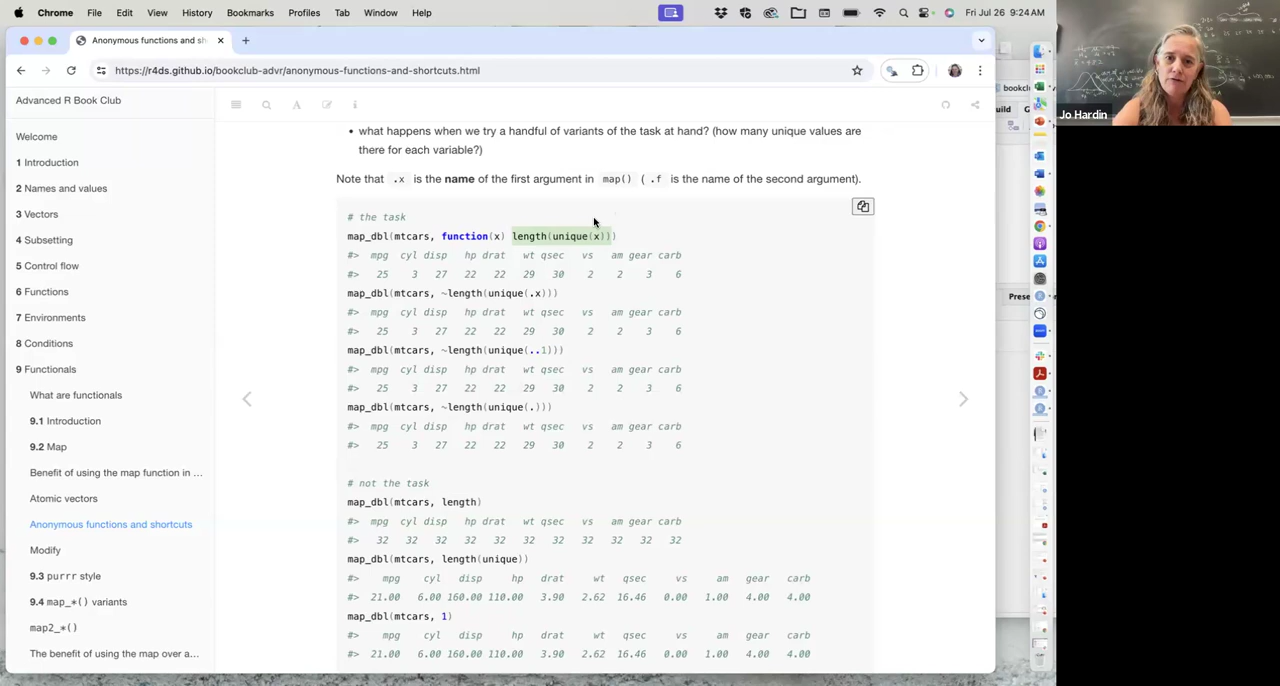 Chrome File Edit View History Bookmarks Profiles Tab Window Help Fri Jul 26 9:24 AM
Anonymous functions and sh
https://r4ds.github.io/bookclub-advr/anonymous-functions-and-shortcuts.html
Advanced R Book Club
Welcome
1 Introduction
2 Names and values
3 Vectors
4 Subsetting
5 Control flow
6 Functions
7 Environments
8 Conditions
9 Functionals
What are functionals
9.1 Introduction
9.2 Map
Benefit of using the map function in ...
Atomic vectors
Anonymous functions and shortcuts
Modify
9.3 purrr style
9.4 map_*() variants
map2_*()
The benefit of using the map over a...
• what happens when we try a handful of variants of the task at hand? (how many unique values are
there for each variable?)
Note that .x is the name of the first argument in map() ( .f is the name of the second argument).
# the task
map_dbl(mtcars, function(x) length(unique(x)))
#> mpg cyl disp hp drat wt qsec vs am gear carb
#> 25 3 27 22 22 29 30 2 2 3 6
map_dbl(mtcars, ~length(unique(.x)))
#> mpg cyl disp hp drat wt qsec vs am gear carb
#> 25 3 27 22 22 29 30 2 2 3 6
map_dbl(mtcars, ~length(unique(..1)))
#> mpg cyl disp hp drat wt qsec vs am gear carb
#> 25 3 27 22 22 29 30 2 2 3 6
map_dbl(mtcars, ~length(unique(.)))
#> mpg cyl disp hp drat wt qsec vs am gear carb
#> 25 3 27 22 22 29 30 2 2 3 6
# not the task
map_dbl(mtcars, length)
#> mpg cyl disp hp drat wt qsec vs am gear carb
#> 32 32 32 32 32 32 32 32 32 32 32
map_dbl(mtcars, length(unique))
#> mpg cyl disp hp drat wt qsec vs am gear carb
#> 21.00 6.00 160.00 110.00 3.90 2.62 16.46 0.00 1.00 4.00 4.00
map_dbl(mtcars, 1)
#> mpg cyl disp hp drat wt qsec vs am gear carb
#> 21.00 6.00 160.00 110.00 3.90 2.62 16.46 0.00 1.00 4.00 4.00
bookc
uild
Prese
Jo Hardin